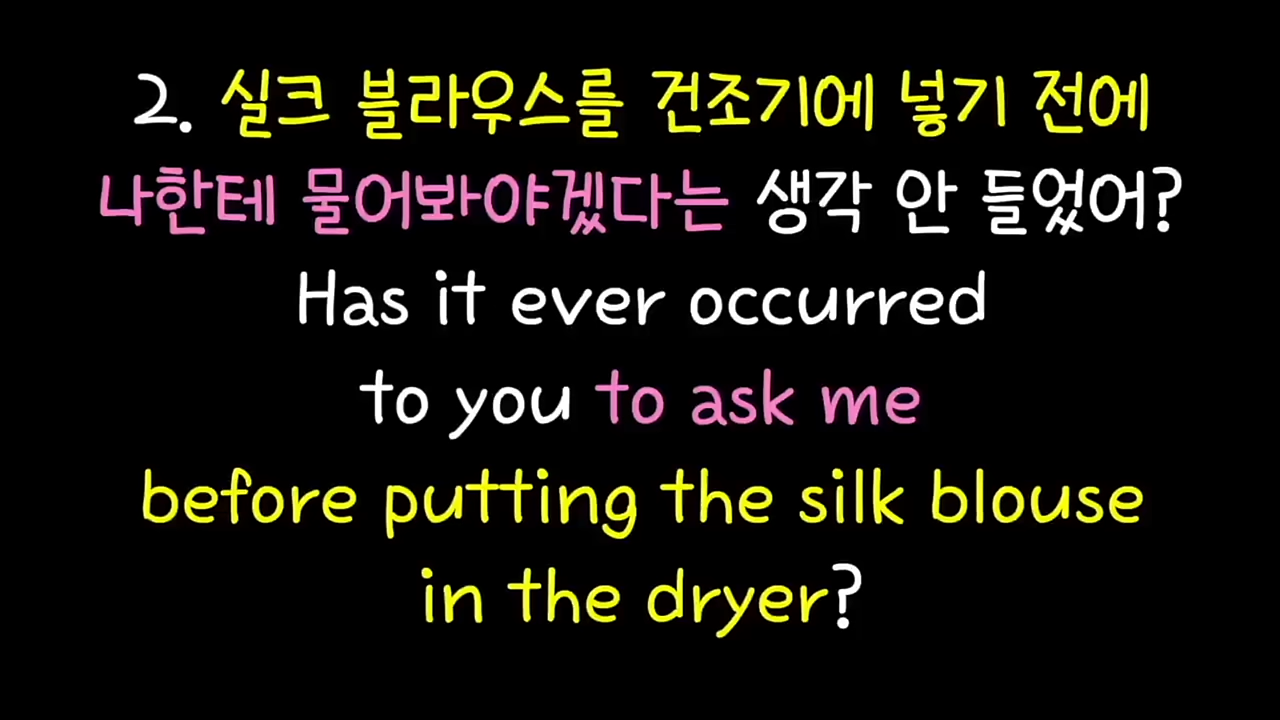 2. 실크 블라우스를 건조기에 넣기 전에
나한테 물어봐야겠다는 생각 안 들었어?
Has it ever occurred
to you to ask me
before putting the silk blouse
in the dryer?